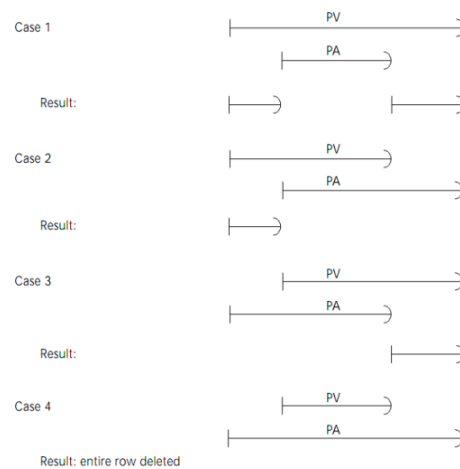 PV
Case 1
PA
Result:
PV
Case 2
PA
Result:
PV
Case 3
PA
Result:
PV
Case 4
PA
Result: entire row deleted